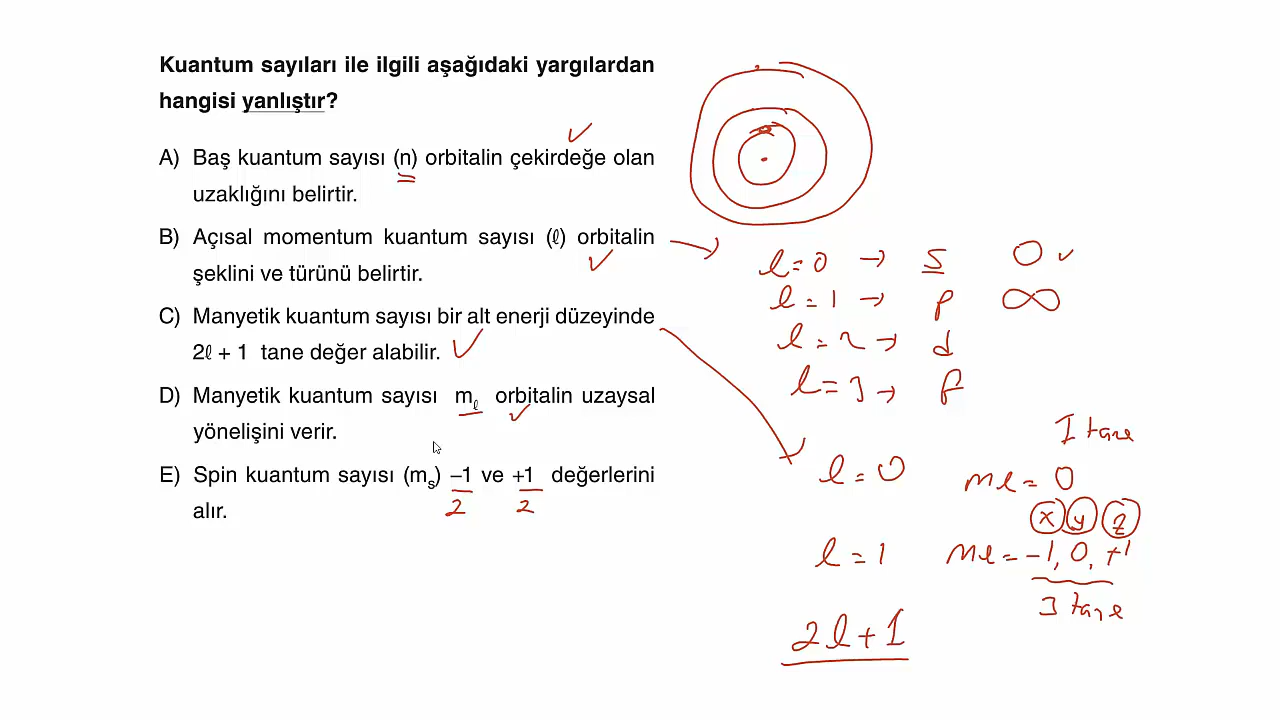 Kuantum sayıları ile ilgili aşağıdaki yargılardan
hangisi yanlıştır?
A) Baş kuantum sayısı (n) orbitalin çekirdeğe olan
uzaklığını belirtir.
B) Açısal momentum kuantum sayısı (ℓ) orbitalin
şeklini ve türünü belirtir.
C) Manyetik kuantum sayısı bir alt enerji düzeyinde
2ℓ + 1 tane değer alabilir.
D) Manyetik kuantum sayısı mℓ orbitalin uzaysal
yönelişini verir.
E) Spin kuantum sayısı (ms) –1 ve +1 değerlerini
2 2
alır.
l=0 → s
l=1 → p
l=2 → d
l=3 → f
1 tane
l=0 ml=0
x y z
l=1 ml=-1, 0, +1
3 tane
2l+1